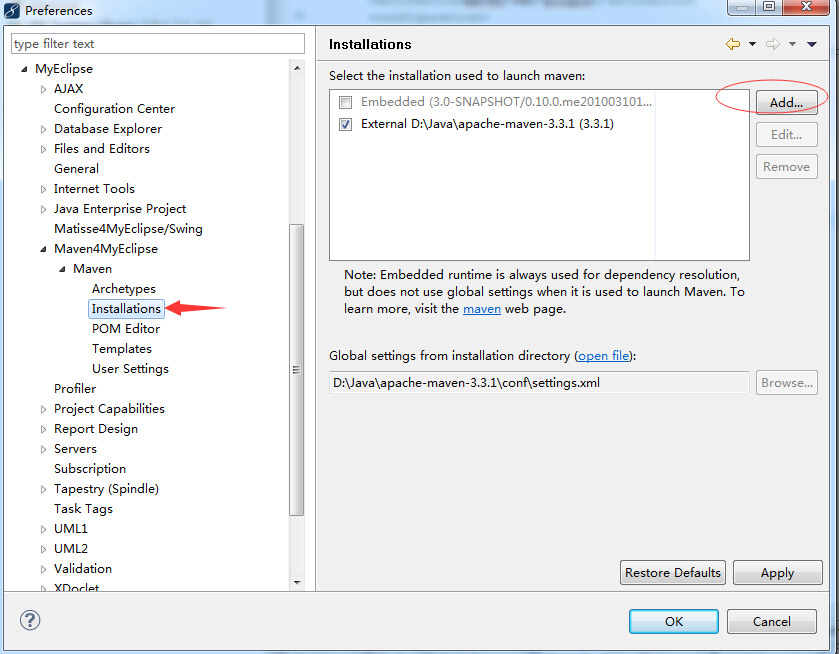 Preferences
type filter text
MyEclipse
AJAX
Configuration Center
Database Explorer
Files and Editors
General
Internet Tools
Java Enterprise Project
Matisse4MyEclipse/Swing
Maven4MyEclipse
Maven
Archetypes
Installations
POM Editor
Templates
User Settings
Profiler
Project Capabilities
Report Design
Servers
Subscription
Tapestry (Spindle)
Task Tags
UML1
UML2
Validation
XDoclet
Installations
Select the installation used to launch maven:
Embedded (3.0-SNAPSHOT/0.10.0.me201003101...
External D:\Java\apache-maven-3.3.1 (3.3.1)
Add...
Edit...
Remove
Note: Embedded runtime is always used for dependency resolution,
but does not use global settings when it is used to launch Maven. To
learn more, visit the maven web page.
Global settings from installation directory (open file):
D:\Java\apache-maven-3.3.1\conf\settings.xml
Browse...
Restore Defaults
Apply
?
OK
Cancel